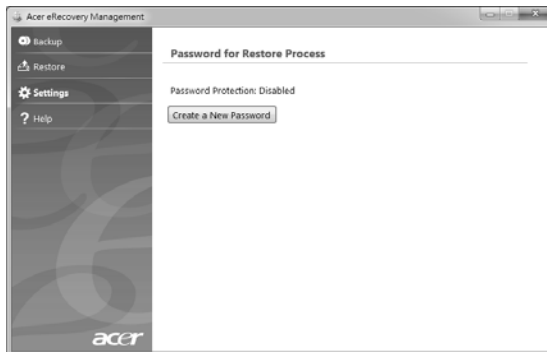 Acer eRecovery Management
Backup
Restore
Settings
Help
Password for Restore Process
Password Protection: Disabled
Create a New Password
acer